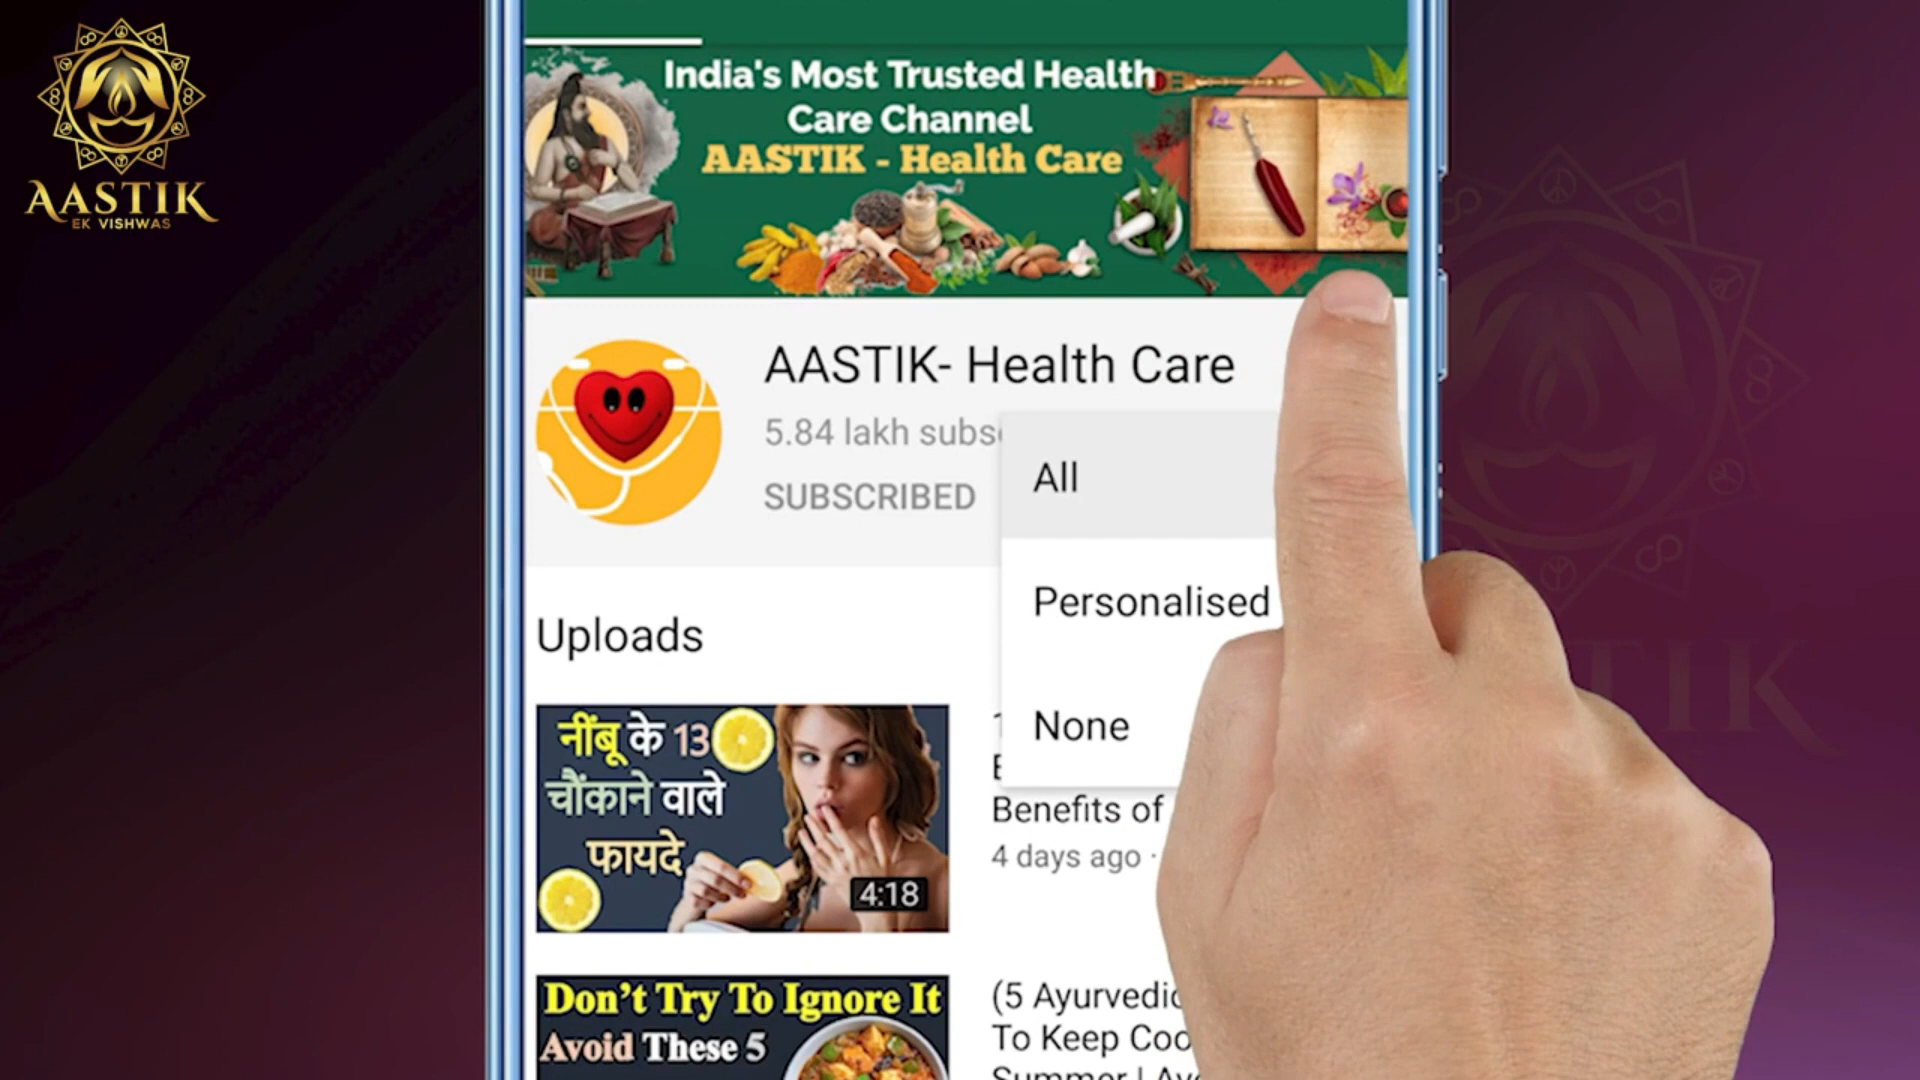 AASTIK
EK VISHWAS
India's Most Trusted Health
Care Channel
AASTIK - Health Care
AASTIK- Health Care
5.84 lakh
SUBSCRIBED
All
Personalised
None
Uploads
नींबू के 13
चौंकाने वाले
फायदे
4:18
Benefits of
4 days ago ·
Don't Try To Ignore It
Avoid These 5
(5 Ayurvedic
To Keep
Summer |